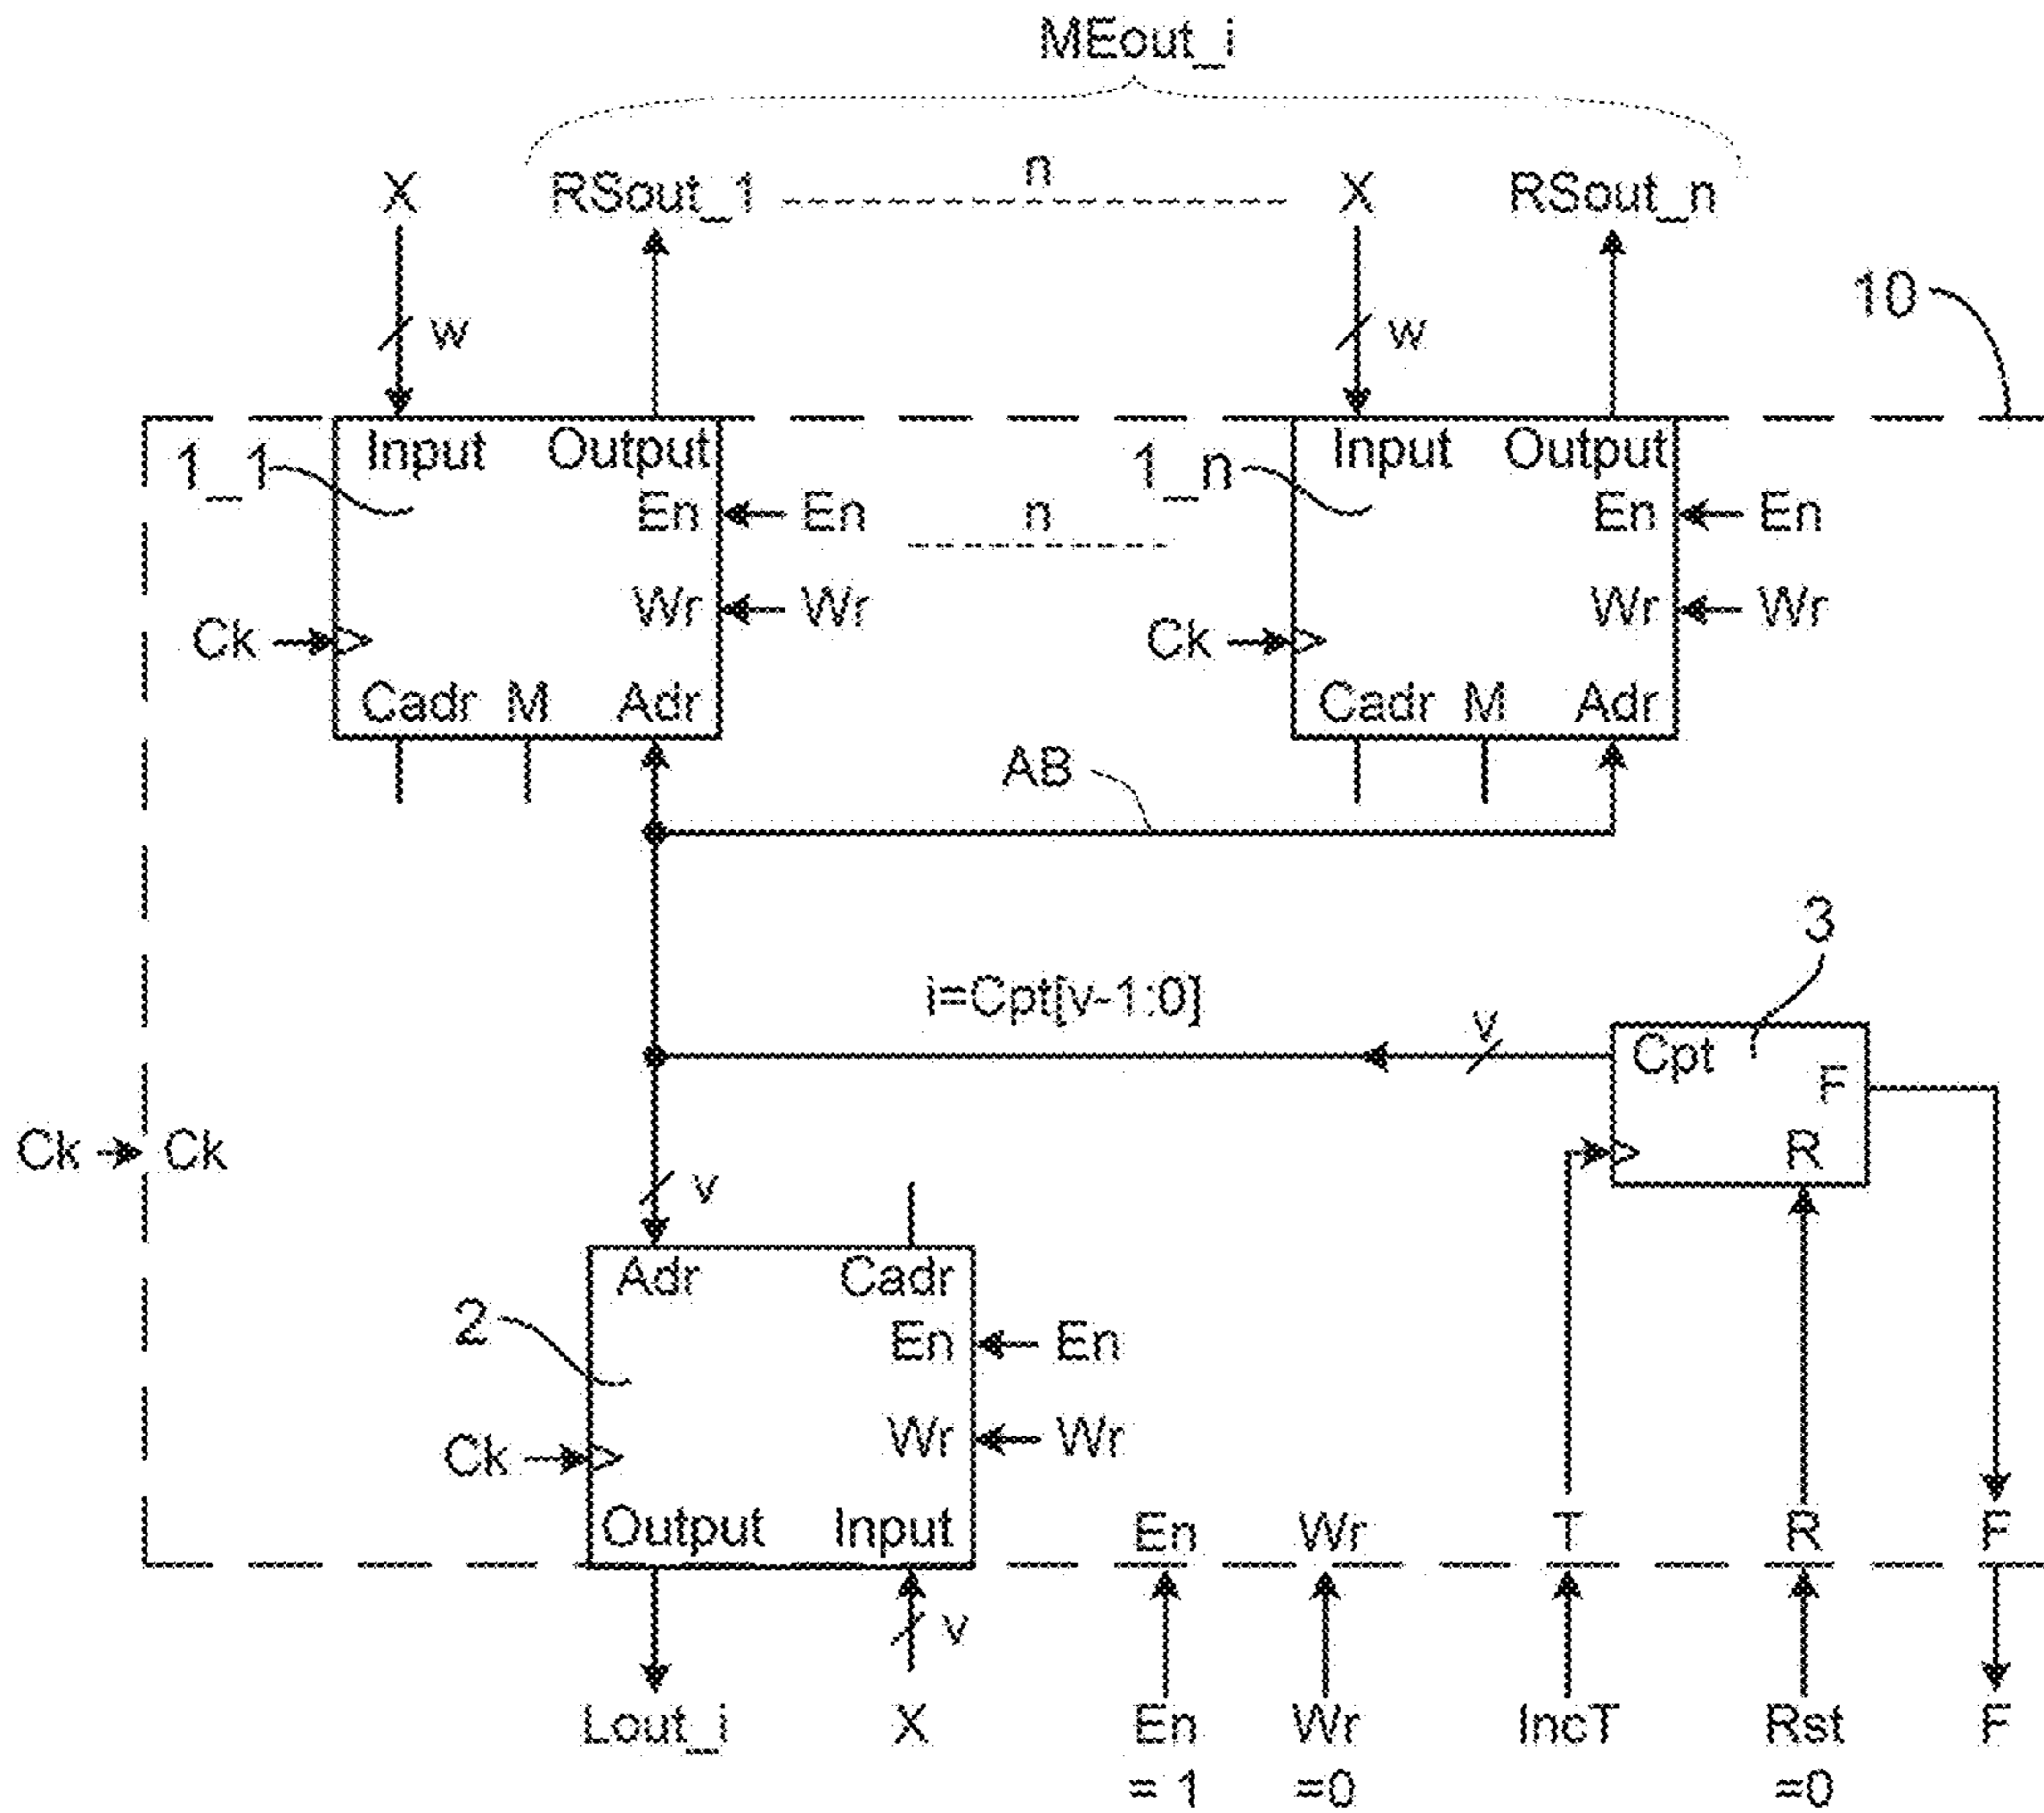 MEout_i
X RSout_1 n X RSout_n
w w 10
1_1 Input Output 1_n Input Output
En En n En En
Wr Wr Wr Wr
Ck Ck
Cadr M Adr Cadr M Adr
AB
3
i=Cpt[v-1:0] v Cpt
F
Ck Ck R
v
Adr Cadr
2 En En
Wr Wr
Ck
Output Input En Wr T R F
v
Lout_i X En Wr IncT Rst F
= 1 =0 =0